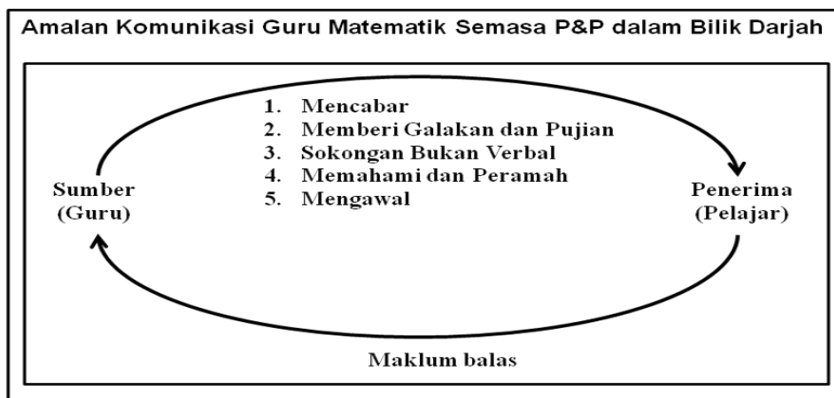 Amalan Komunikasi Guru Matematik Semasa P&P dalam Bilik Darjah
1. Mencabar
2. Memberi Galakan dan Pujian
3. Sokongan Bukan Verbal
4. Memahami dan Peramah
5. Mengawal
Sumber
(Guru)
Penerima
(Pelajar)
Maklum balas